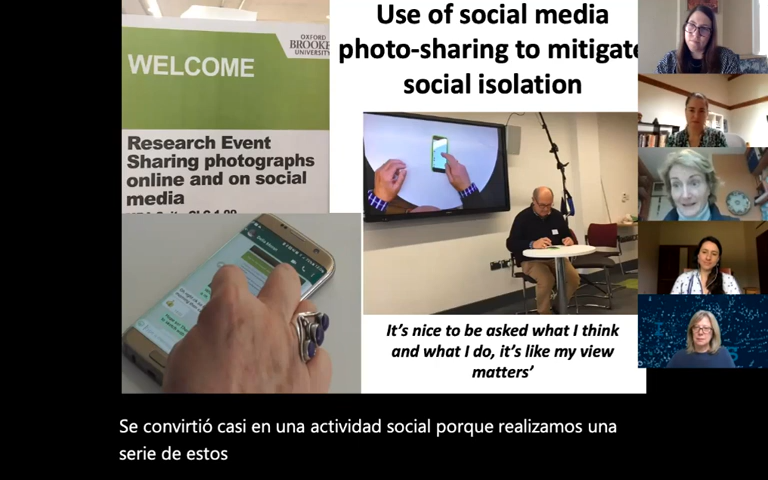 OXFORD
BROOKES
UNIVERSITY
WELCOME
Research Event
Sharing photographs
online and on social
media
Use of social media
photo-sharing to mitigate
social isolation
It's nice to be asked what I think
and what I do, it's like my view
matters'
Se convirtió casi en una actividad social porque realizamos una
serie de estos